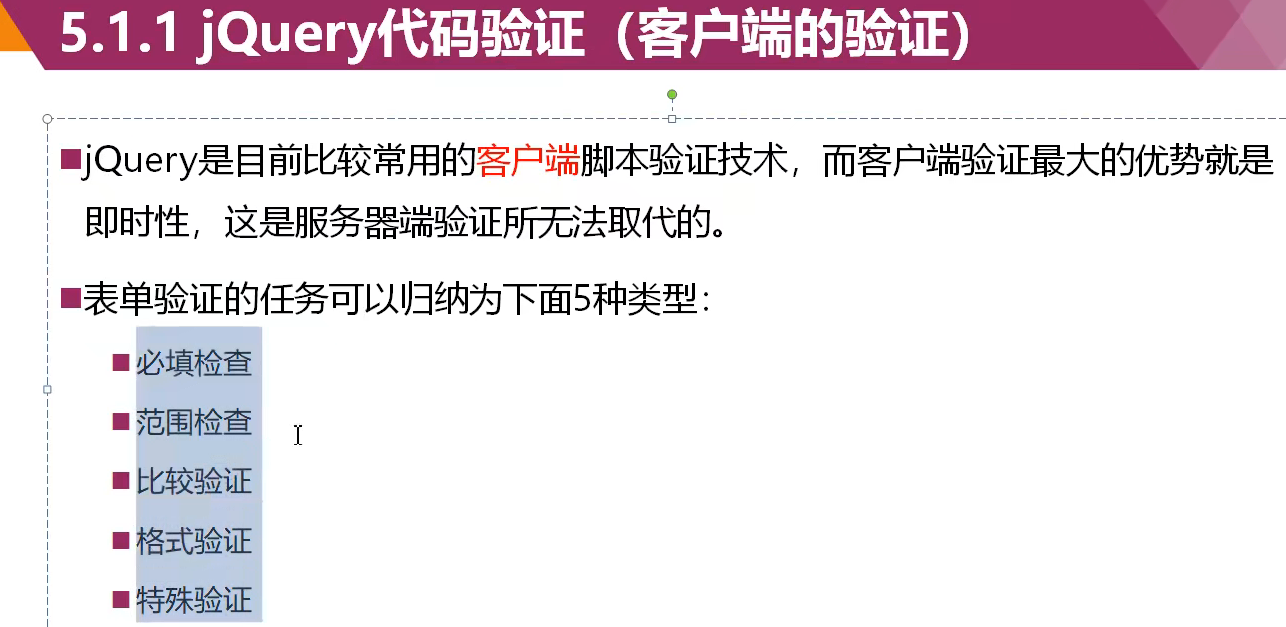 5.1.1 jQuery代码验证（客户端的验证）
jQuery是目前比较常用的客户端脚本验证技术，而客户端验证最大的优势就是
即时性，这是服务器端验证所无法取代的。
表单验证的任务可以归纳为下面5种类型：
必填检查
范围检查
比较验证
格式验证
特殊验证